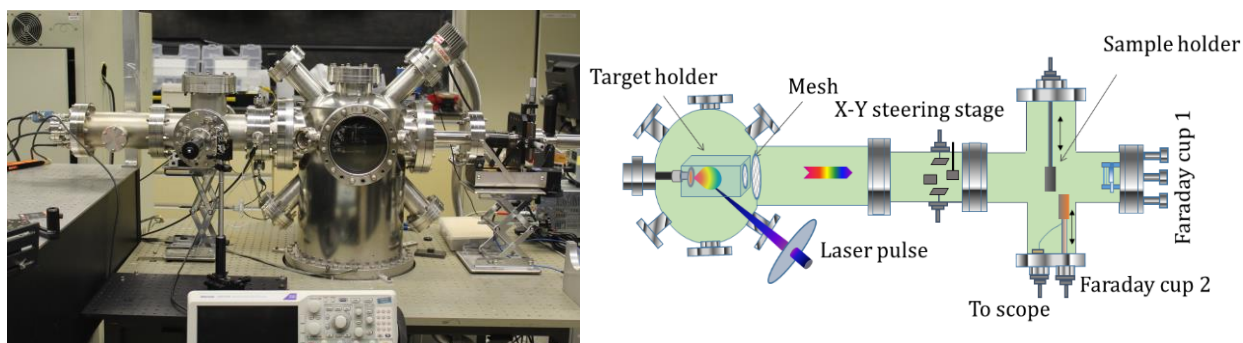 Target holder
Mesh
X-Y steering stage
Sample holder
Laser pulse
Faraday cup 1
Faraday cup 2
To scope